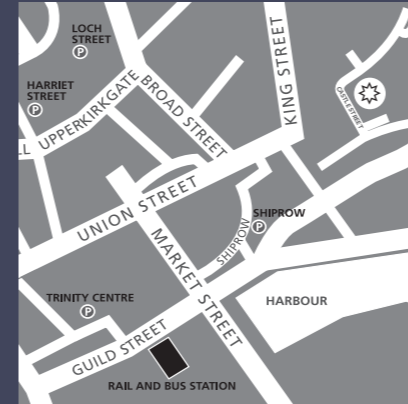 LOCH
STREET
P
KING STREET
HARRIET
STREET
P
BROAD STREET
CASTLE STREET
LL
UPPERKIRKGATE
UNION STREET
SHIPROW
P
SHIPROW
MARKET STREET
TRINITY CENTRE
P
HARBOUR
GUILD STREET
RAIL AND BUS STATION